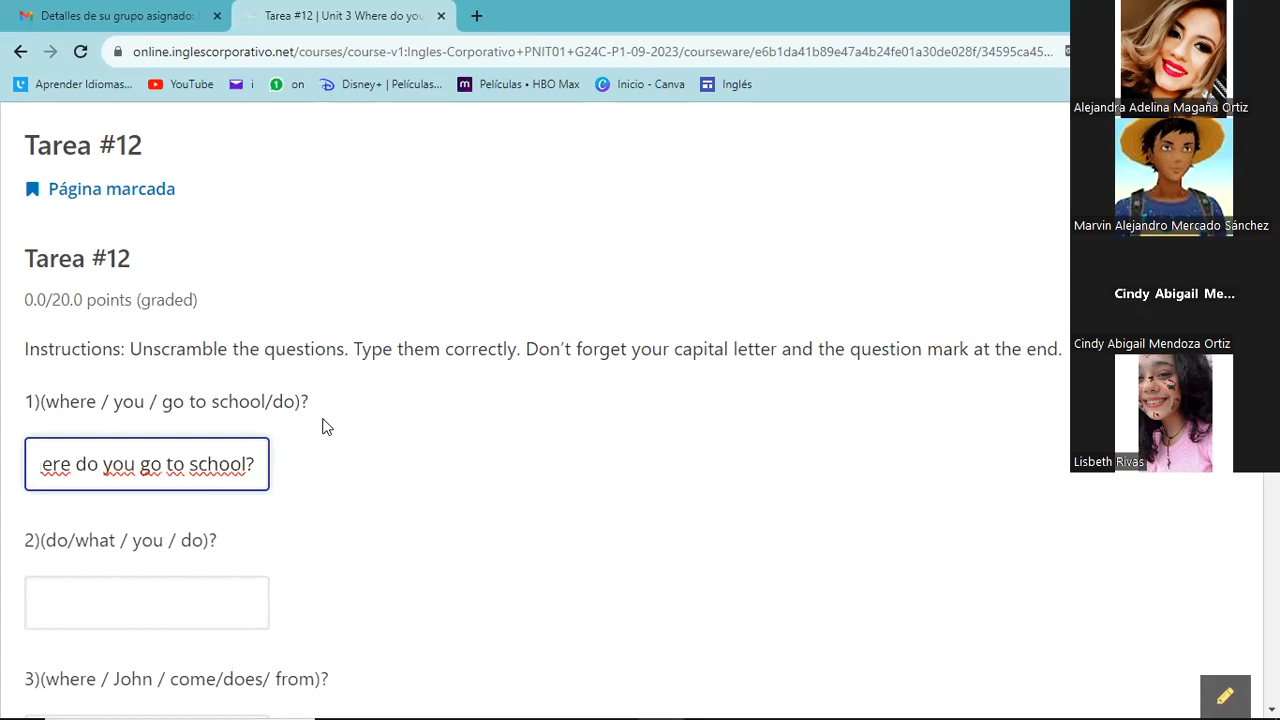 Detalles de su grupo asignado:
Tarea #12 | Unit 3 Where do you
online.inglescorporativo.net/courses/course-v1:Ingles-Corporativo+PNIT01+G24C-P1-09-2023/courseware/e6b1da41b89e47a4b24fe01a30de028f/34595ca45...
Aprender Idiomas... YouTube i on Disney+ | Películas... Películas • HBO Max Inicio - Canva Inglés
Tarea #12
Página marcada
Tarea #12
0.0/20.0 points (graded)
Instructions: Unscramble the questions. Type them correctly. Don't forget your capital letter and the question mark at the end.
1)(where / you / go to school/do)?
ere do you go to school?
2)(do/what / you / do)?
3)(where / John / come/does/ from)?
Alejandra Adelina Magaña Ortiz
Marvin Alejandro Mercado Sánchez
Cindy Abigail Me...
Cindy Abigail Mendoza Ortiz
Lisbeth Rivas